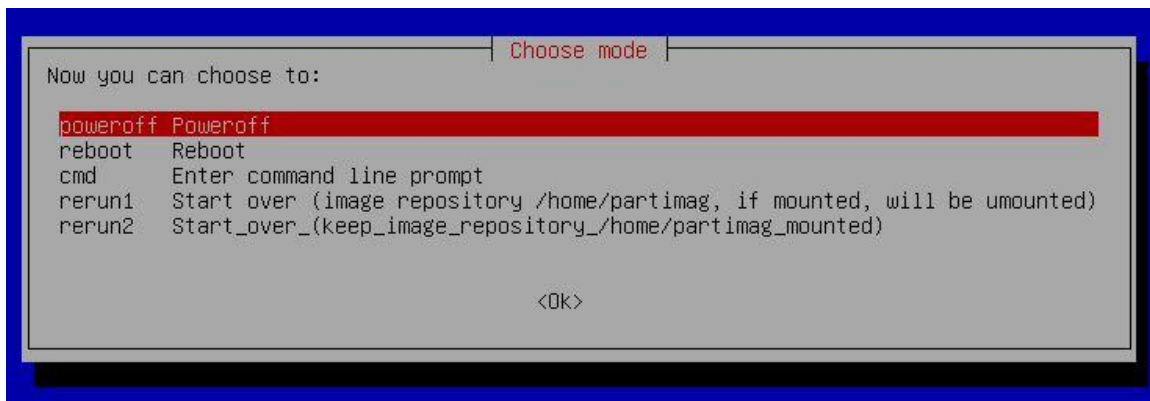 Choose mode
Now you can choose to:
poweroff Poweroff
reboot Reboot
cmd Enter command line prompt
rerun1 Start over (image repository /home/partimag, if mounted, will be umounted)
rerun2 Start_over_(keep_image_repository_/home/partimag_mounted)
<Ok>